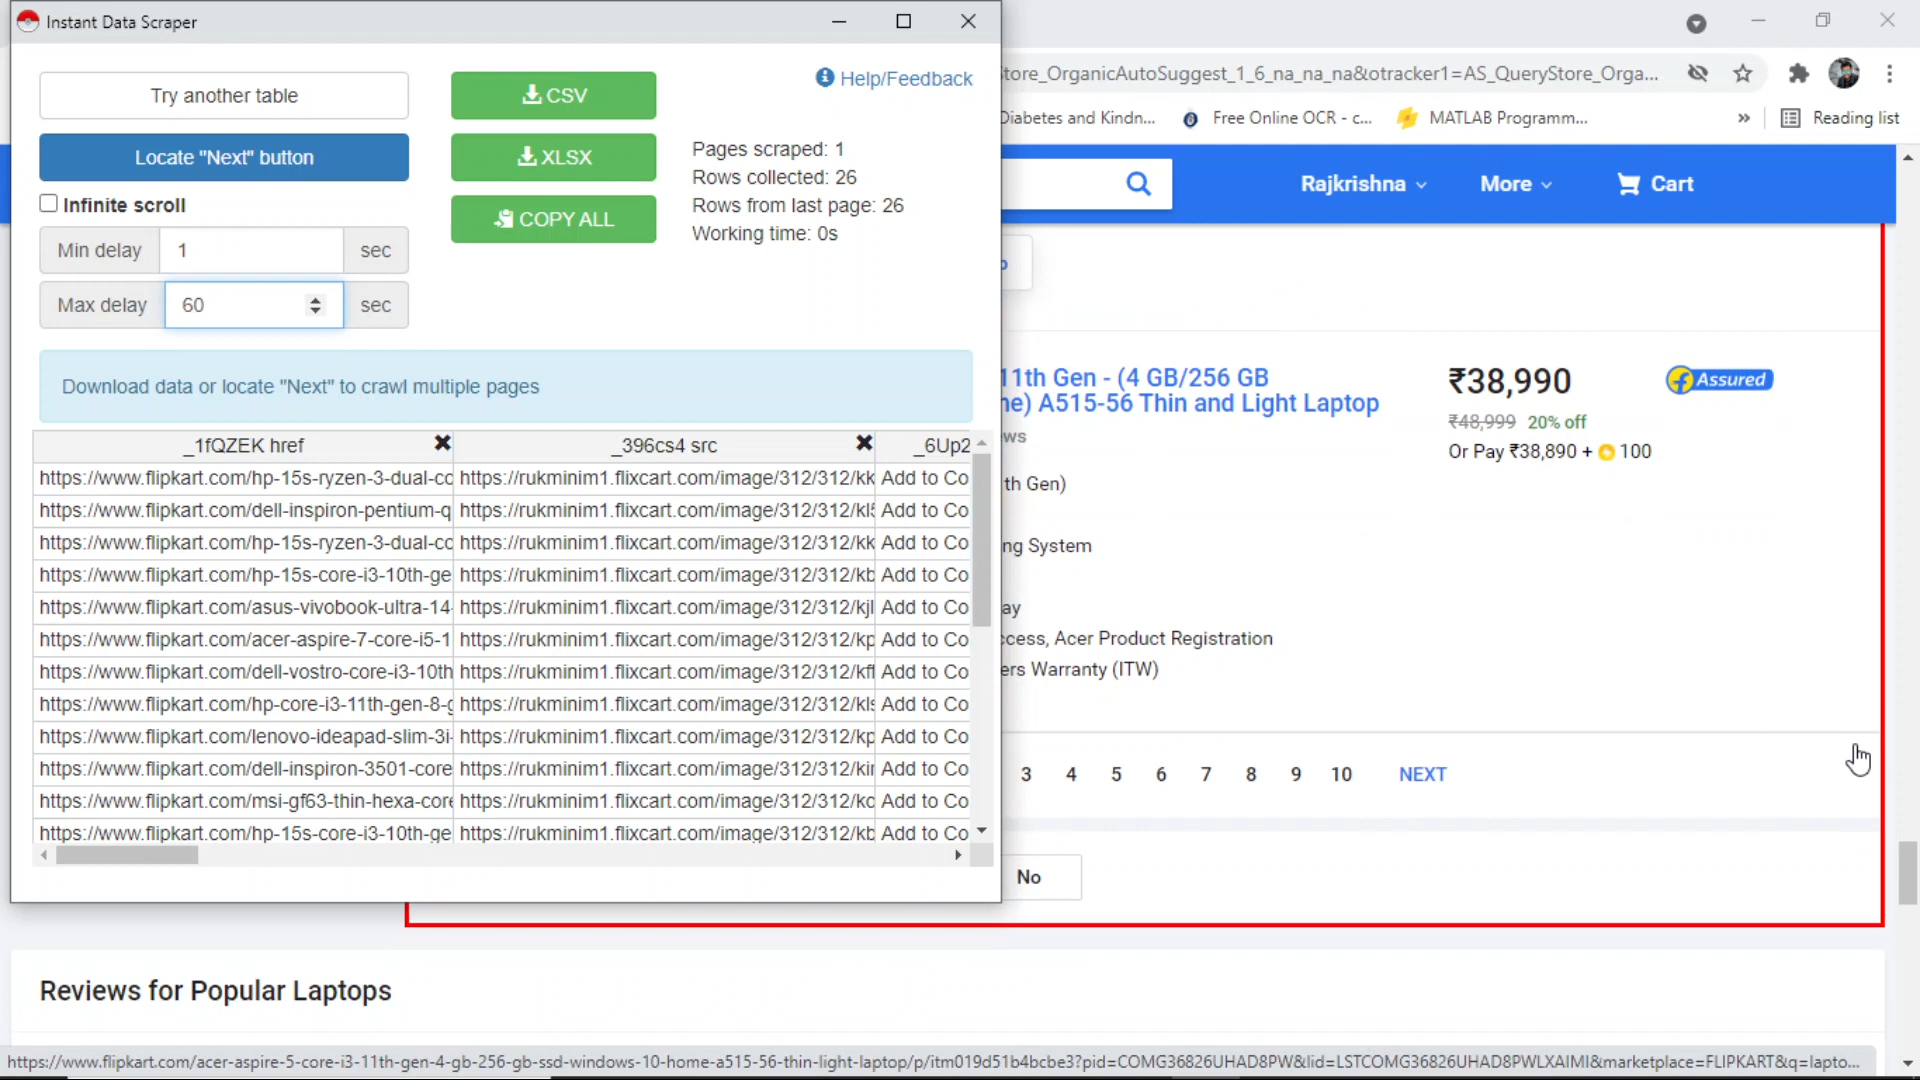 Instant Data Scraper
Try another table
Locate "Next" button
Infinite scroll
Min delay 1 sec
Max delay 60 sec
CSV
XLSX
COPY ALL
Help/Feedback
Pages scraped: 1
Rows collected: 26
Rows from last page: 26
Working time: 0s
Download data or locate "Next" to crawl multiple pages
_1fQZEK href _396cs4 src _6Up2
https://www.flipkart.com/hp-15s-ryzen-3-dual-cc https://rukminim1.flixcart.com/image/312/312/kk Add to Co
https://www.flipkart.com/dell-inspiron-pentium-q https://rukminim1.flixcart.com/image/312/312/kl Add to Co
https://www.flipkart.com/hp-15s-ryzen-3-dual-cc https://rukminim1.flixcart.com/image/312/312/kk Add to Co
https://www.flipkart.com/hp-15s-core-i3-10th-ge https://rukminim1.flixcart.com/image/312/312/kb Add to Co
https://www.flipkart.com/asus-vivobook-ultra-14- https://rukminim1.flixcart.com/image/312/312/kjl Add to Co
https://www.flipkart.com/acer-aspire-7-core-i5-1 https://rukminim1.flixcart.com/image/312/312/kp Add to Co
https://www.flipkart.com/dell-vostro-core-i3-10th https://rukminim1.flixcart.com/image/312/312/kf Add to Co
https://www.flipkart.com/hp-core-i3-11th-gen-8-g https://rukminim1.flixcart.com/image/312/312/kl Add to Co
https://www.flipkart.com/lenovo-ideapad-slim-3i- https://rukminim1.flixcart.com/image/312/312/kp Add to Co
https://www.flipkart.com/dell-inspiron-3501-core https://rukminim1.flixcart.com/image/312/312/ki Add to Co
https://www.flipkart.com/msi-gf63-thin-hexa-core https://rukminim1.flixcart.com/image/312/312/kc Add to Co
https://www.flipkart.com/hp-15s-core-i3-10th-ge https://rukminim1.flixcart.com/image/312/312/kb Add to Co
tore_OrganicAutoSuggest_1_6_na_na_na&otracker1=AS_QueryStore_Orga...
Diabetes and Kindn... Free Online OCR - c... MATLAB Programm... » Reading list
Rajkrishna More Cart
11th Gen - (4 GB/256 GB
ne) A515-56 Thin and Light Laptop
ws
th Gen)
ng System
ay
ccess, Acer Product Registration
ers Warranty (ITW)
₹38,990
Assured
₹48,999 20% off
Or Pay ₹38,890 + 100
3 4 5 6 7 8 9 10 NEXT
No
Reviews for Popular Laptops
https://www.flipkart.com/acer-aspire-5-core-i3-11th-gen-4-gb-256-gb-ssd-windows-10-home-a515-56-thin-light-laptop/p/itm019d51b4bcbe3?pid=COMG36826UHAD8PW&lid=LSTCOMG36826UHAD8PWLXAIMI&marketplace=FLIPKART&q=lapto...